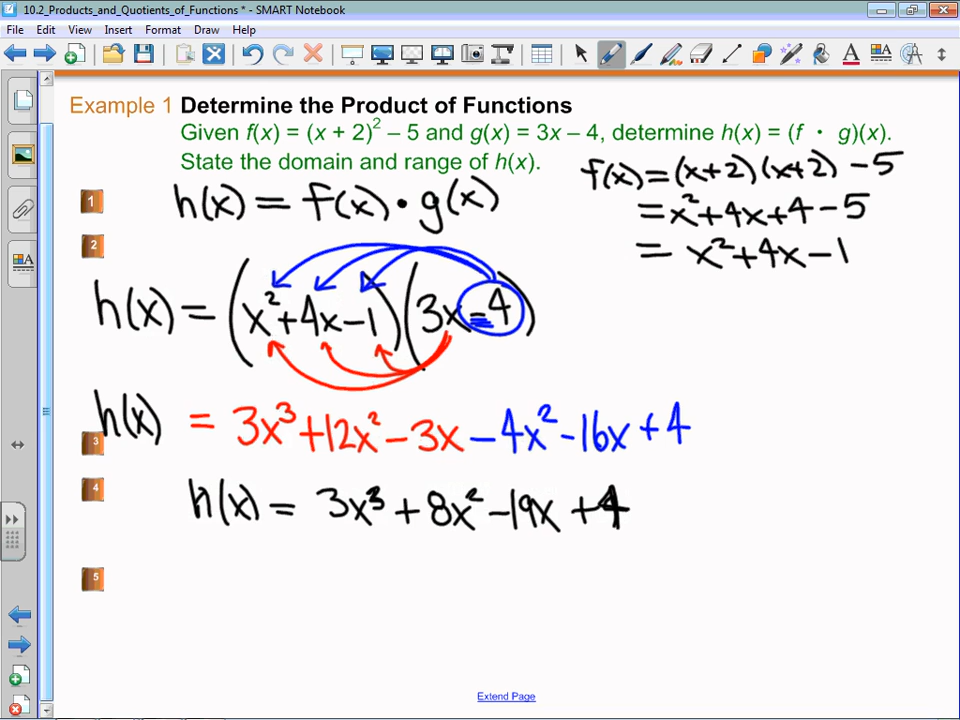 10.2_Products_and_Quotients_of_Functions * - SMART Notebook
File Edit View Insert Format Draw Help
Example 1 Determine the Product of Functions
Given f(x) = (x + 2)² – 5 and g(x) = 3x – 4, determine h(x) = (f · g)(x).
State the domain and range of h(x).
f(x) = (x+2)(x+2) - 5
= x²+4x+4-5
= x²+4x-1
1
h(x) = f(x) • g(x)
2
h(x) = (x²+4x-1)(3x-4)
h(x) = 3x³+12x²-3x-4x²-16x+4
3
4
h(x) = 3x³+8x²-19x+4
5
Extend Page